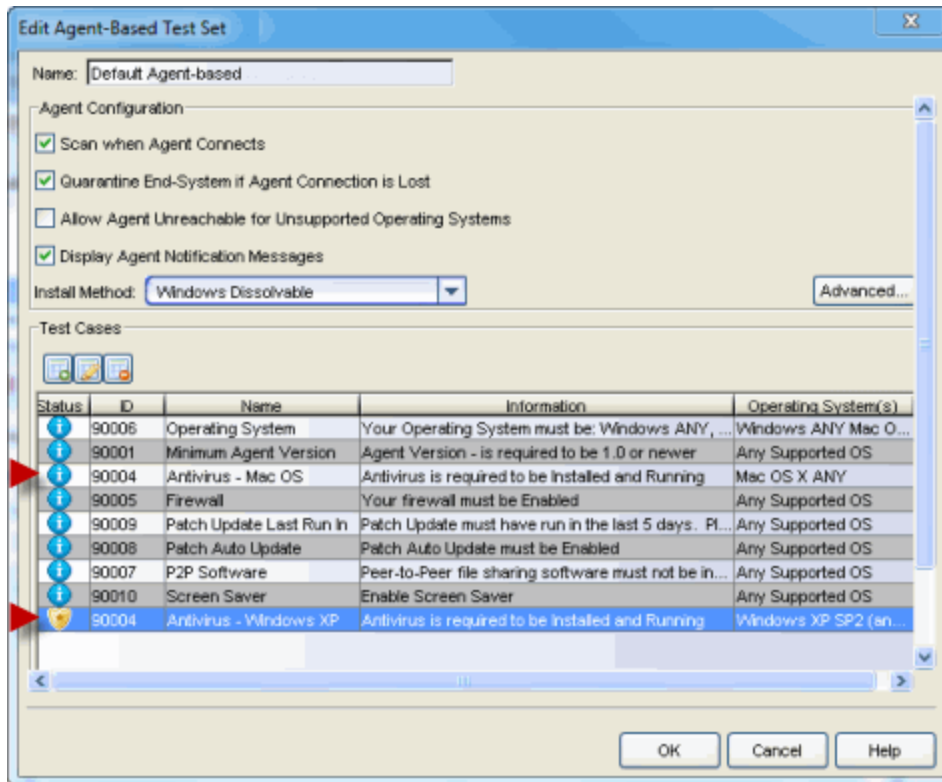 Edit Agent-Based Test Set
Name: Default Agent-based
Agent Configuration
Scan when Agent Connects
Quarantine End-System if Agent Connection is Lost
Allow Agent Unreachable for Unsupported Operating Systems
Display Agent Notification Messages
Install Method: Windows Dissolvable Advanced...
Test Cases
Status ID Name Information Operating System(s)
90006 Operating System Your Operating System must be: Windows ANY, ... Windows ANY Mac O...
90001 Minimum Agent Version Agent Version - is required to be 1.0 or newer Any Supported OS
90004 Antivirus - Mac OS Antivirus is required to be Installed and Running Mac OS X ANY
90005 Firewall Your firewall must be Enabled Any Supported OS
90009 Patch Update Last Run In Patch Update must have run in the last 5 days. Pl... Any Supported OS
90008 Patch Auto Update Patch Auto Update must be Enabled Any Supported OS
90007 P2P Software Peer-to-Peer file sharing software must not be in... Any Supported OS
90010 Screen Saver Enable Screen Saver Any Supported OS
90004 Antivirus - Windows XP Antivirus is required to be Installed and Running Windows XP SP2 (an...
OK Cancel Help